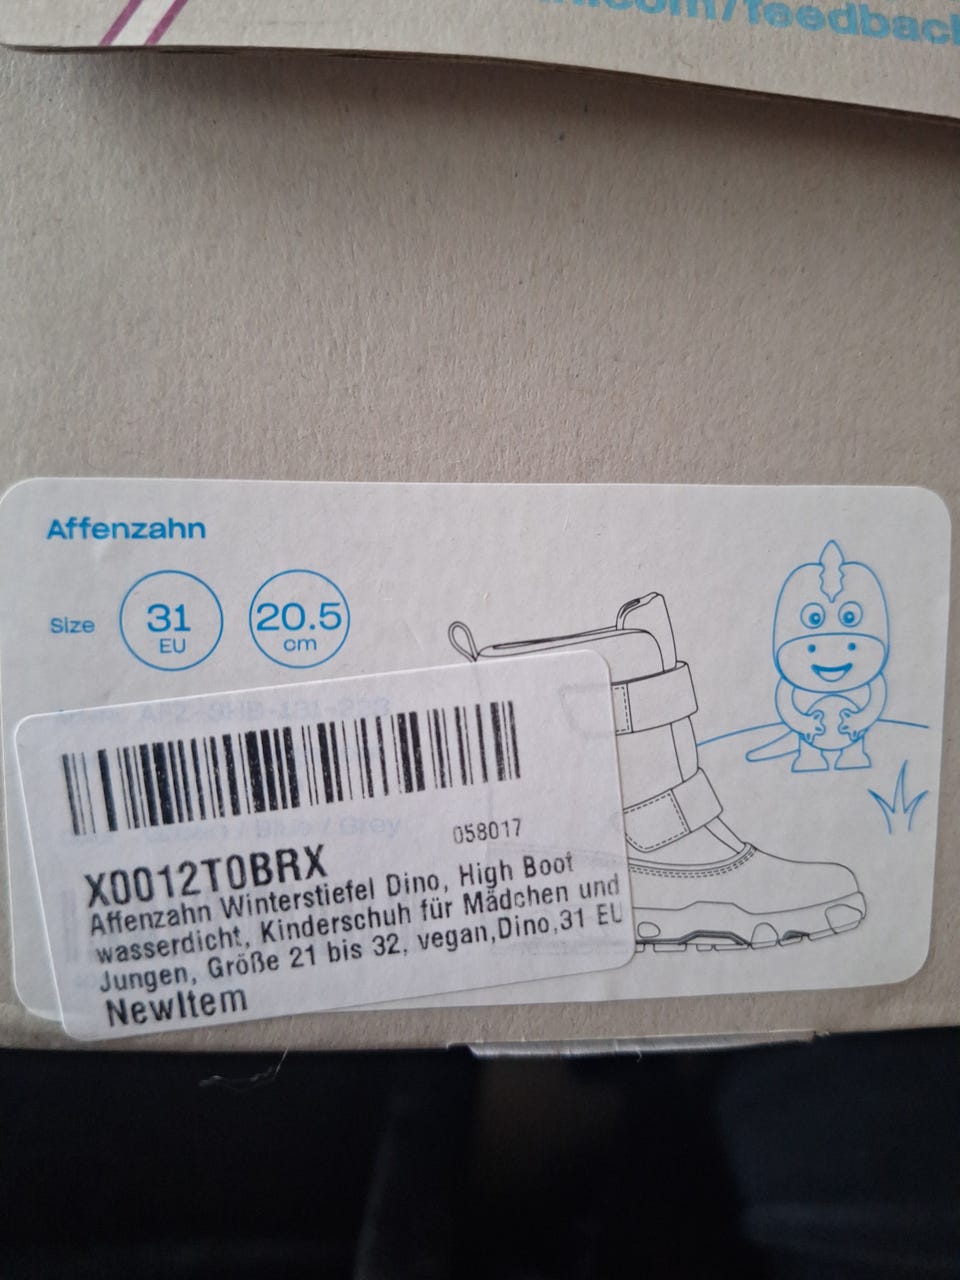 /feedback
Affenzahn
Size 31 EU 20.5 cm
058017
X0012T0BRX
Affenzahn Winterstiefel Dino, High Boot
wasserdicht, Kinderschuh für Mädchen und
Jungen, Größe 21 bis 32, vegan,Dino,31 EU
NewItem